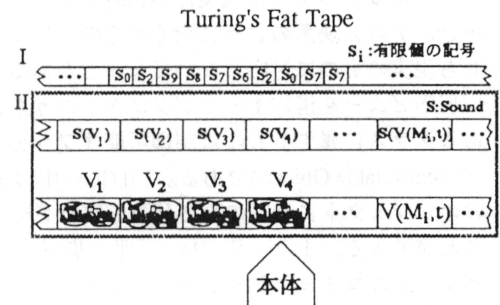 Turing's Fat Tape
I
Si:有限個の記号
… S0 S2 S9 S8 S7 S6 S2 S0 S7 S7 …
II
S:Sound
S(V1) S(V2) S(V3) S(V4) … S(V(Mi,t)) …
V1 V2 V3 V4
… V(Mi,t) …
本体